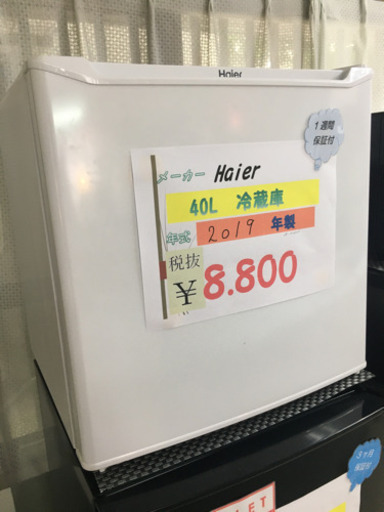 Haier
1週間
保証付
メーカー Haier
40L 冷蔵庫
年式 2019 年製
税抜
¥8.800
3ヶ月
保証付
LET